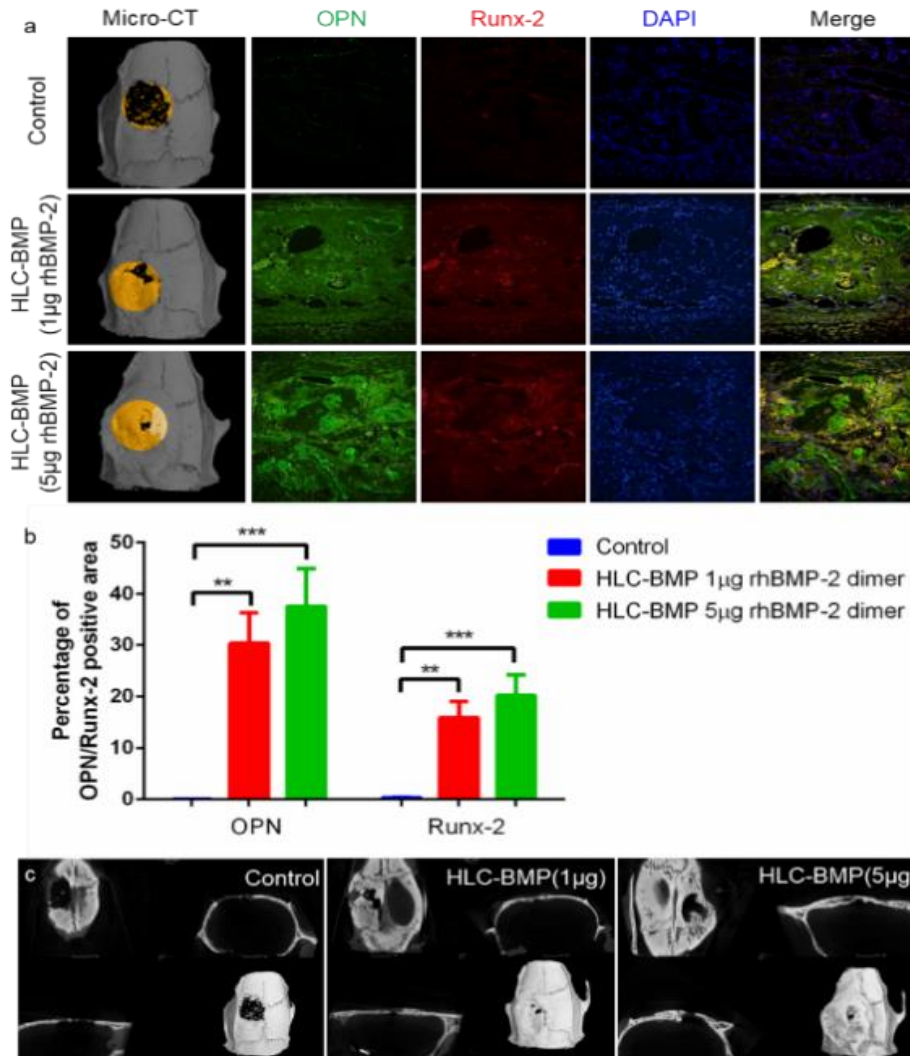 a
Micro-CT OPN Runx-2 DAPI Merge
Control
HLC-BMP
(1µg rhBMP-2)
HLC-BMP
(5µg rhBMP-2)
b
Percentage of
OPN/Runx-2 positive area
50
40
30
20
10
0
***
**
***
**
OPN Runx-2
Control
HLC-BMP 1µg rhBMP-2 dimer
HLC-BMP 5µg rhBMP-2 dimer
c
Control HLC-BMP(1µg) HLC-BMP(5µg